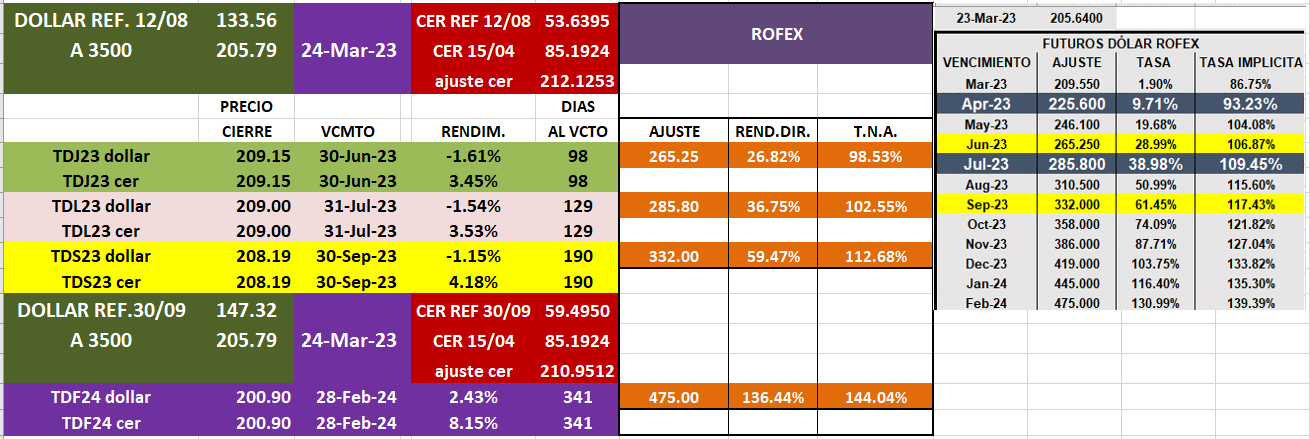 DOLLAR REF. 12/08 133.56 24-Mar-23 CER REF 12/08 53.6395 ROFEX
A 3500 205.79 CER 15/04 85.1924
ajuste cer 212.1253
PRECIO DIAS
CIERRE VCMTO RENDIM. AL VCTO AJUSTE REND.DIR. T.N.A.
TDJ23 dollar 209.15 30-Jun-23 -1.61% 98 265.25 26.82% 98.53%
TDJ23 cer 209.15 30-Jun-23 3.45% 98
TDL23 dollar 209.00 31-Jul-23 -1.54% 129 285.80 36.75% 102.55%
TDL23 cer 209.00 31-Jul-23 3.53% 129
TDS23 dollar 208.19 30-Sep-23 -1.15% 190 332.00 59.47% 112.68%
TDS23 cer 208.19 30-Sep-23 4.18% 190
DOLLAR REF.30/09 147.32 24-Mar-23 CER REF 30/09 59.4950
A 3500 205.79 CER 15/04 85.1924
ajuste cer 210.9512
TDF24 dollar 200.90 28-Feb-24 2.43% 341 475.00 136.44% 144.04%
TDF24 cer 200.90 28-Feb-24 8.15% 341
23-Mar-23 205.6400
FUTUROS DÓLAR ROFEX
VENCIMIENTO AJUSTE TASA TASA IMPLICITA
Mar-23 209.550 1.90% 86.75%
Apr-23 225.600 9.71% 93.23%
May-23 246.100 19.68% 104.08%
Jun-23 265.250 28.99% 106.87%
Jul-23 285.800 38.98% 109.45%
Aug-23 310.500 50.99% 115.60%
Sep-23 332.000 61.45% 117.43%
Oct-23 358.000 74.09% 121.82%
Nov-23 386.000 87.71% 127.04%
Dec-23 419.000 103.75% 133.82%
Jan-24 445.000 116.40% 135.30%
Feb-24 475.000 130.99% 139.39%